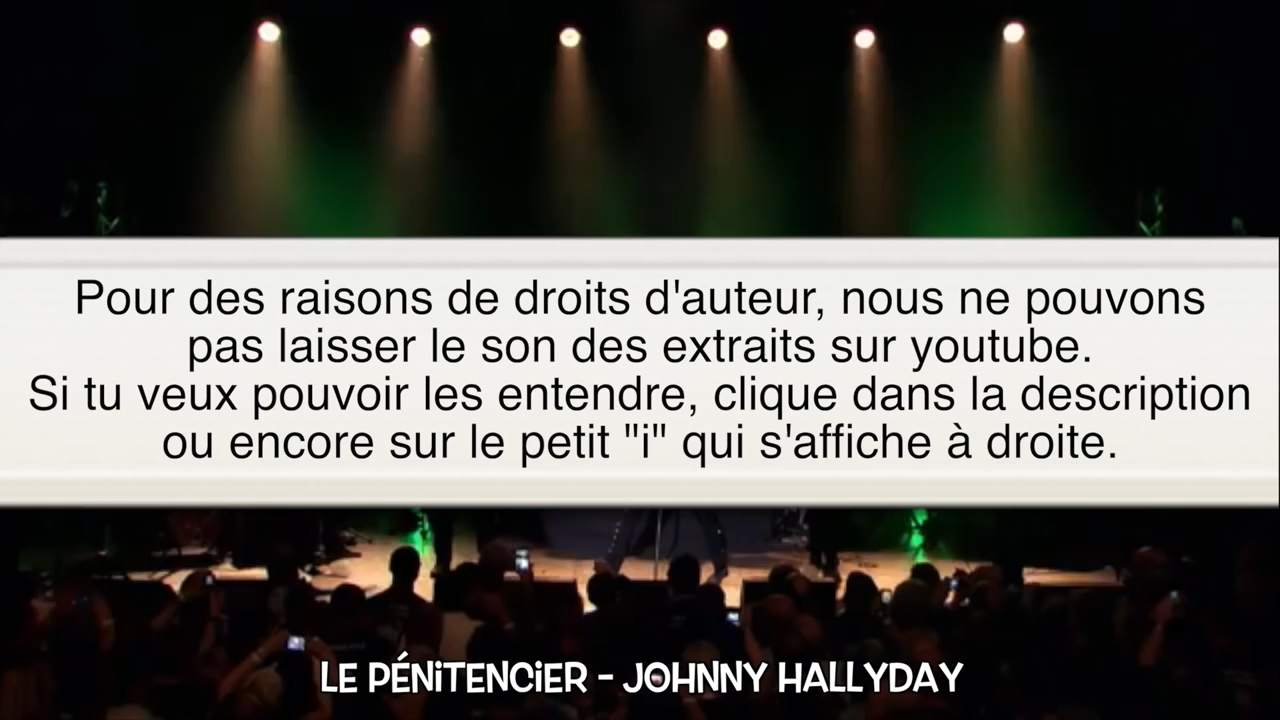 Pour des raisons de droits d'auteur, nous ne pouvons
pas laisser le son des extraits sur youtube.
Si tu veux pouvoir les entendre, clique dans la description
ou encore sur le petit "i" qui s'affiche à droite.
LE PÉNITENCIER - JOHNNY HALLYDAY